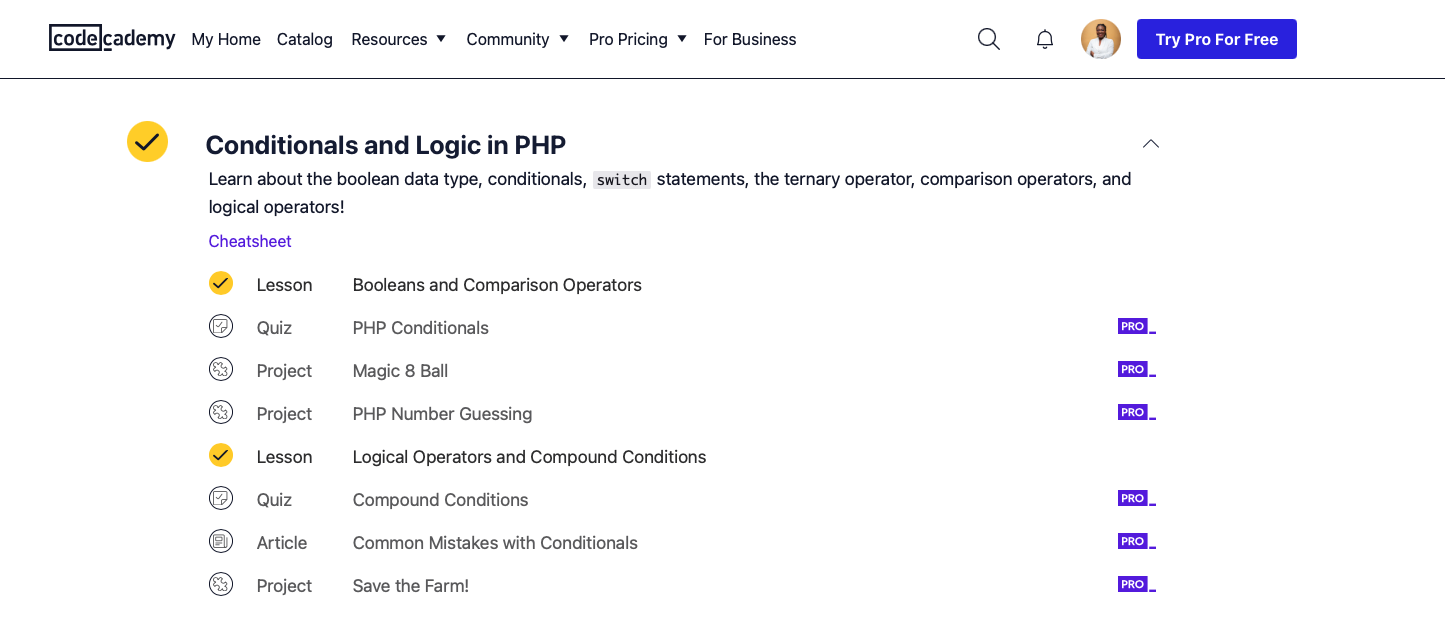 codecademy My Home Catalog Resources Community Pro Pricing For Business Try Pro For Free
Conditionals and Logic in PHP
Learn about the boolean data type, conditionals, switch statements, the ternary operator, comparison operators, and
logical operators!
Cheatsheet
Lesson Booleans and Comparison Operators
Quiz PHP Conditionals PRO
Project Magic 8 Ball PRO
Project PHP Number Guessing PRO
Lesson Logical Operators and Compound Conditions
Quiz Compound Conditions PRO
Article Common Mistakes with Conditionals PRO
Project Save the Farm! PRO